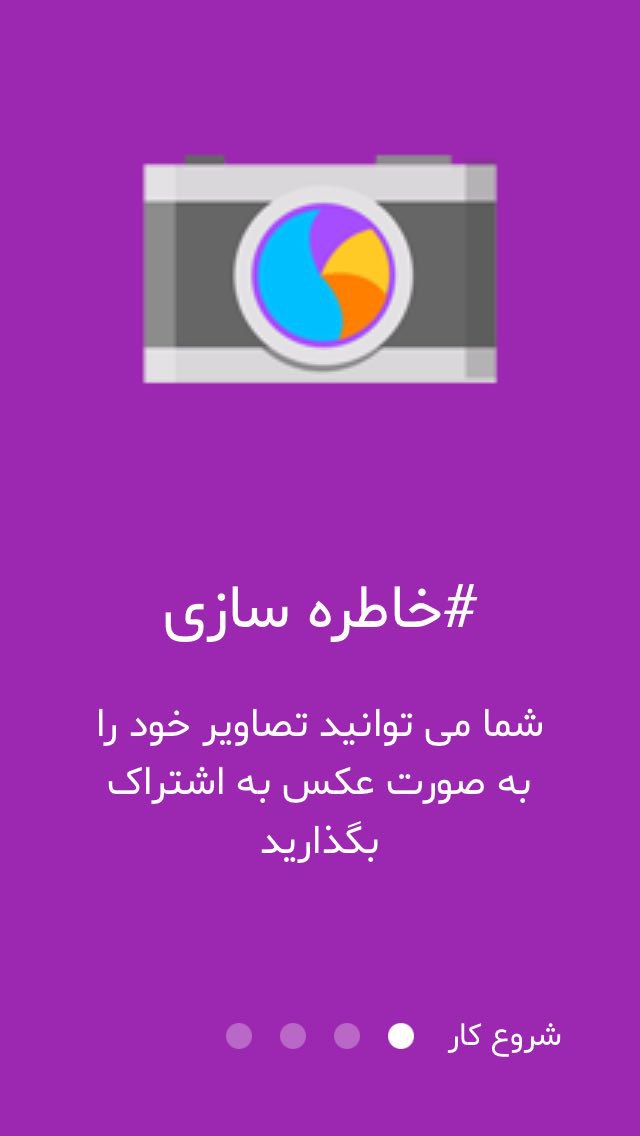 #خاطره سازی
شما می توانید تصاویر خود را
به صورت عکس به اشتراک
بگذارید
شروع کار